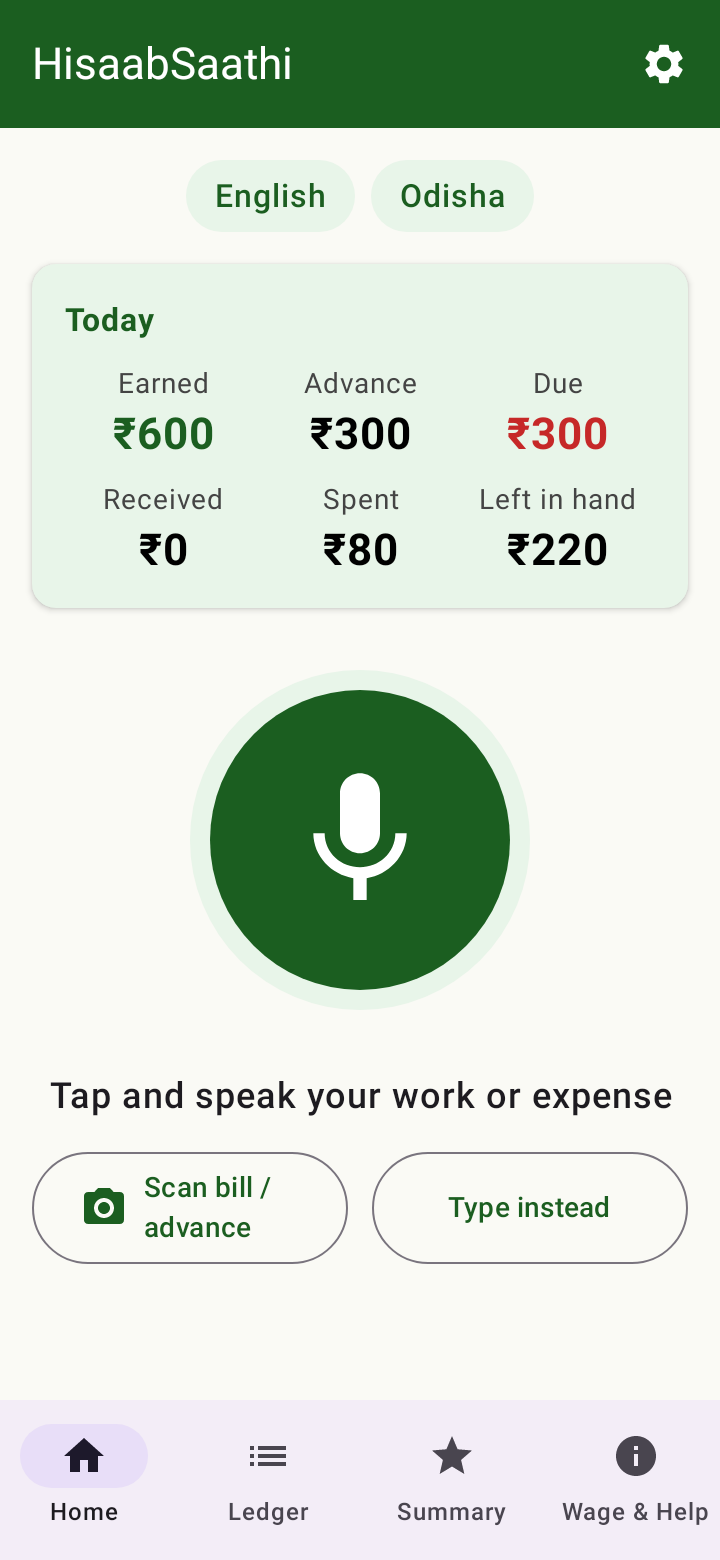 HisaabSaathi
English Odisha
Today
Earned Advance Due
₹600 ₹300 ₹300
Received Spent Left in hand
₹0 ₹80 ₹220
Tap and speak your work or expense
Scan bill /
advance
Type instead
Home Ledger Summary Wage & Help